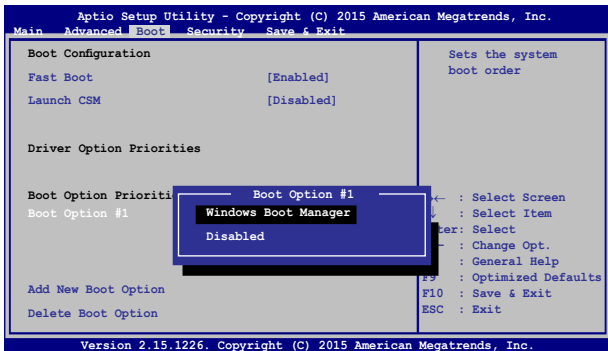 Aptio Setup Utility - Copyright (C) 2015 American Megatrends, Inc.
Main Advanced Boot Security Save & Exit
Boot Configuration
Fast Boot [Enabled]
Launch CSM [Disabled]
Driver Option Priorities
Boot Option Prioriti
Boot Option #1
Add New Boot Option
Delete Boot Option
Boot Option #1
Windows Boot Manager
Disabled
Sets the system
boot order
← : Select Screen
: Select Item
ter: Select
: Change Opt.
: General Help
F9 : Optimized Defaults
F10 : Save & Exit
ESC : Exit
Version 2.15.1226. Copyright (C) 2015 American Megatrends, Inc.